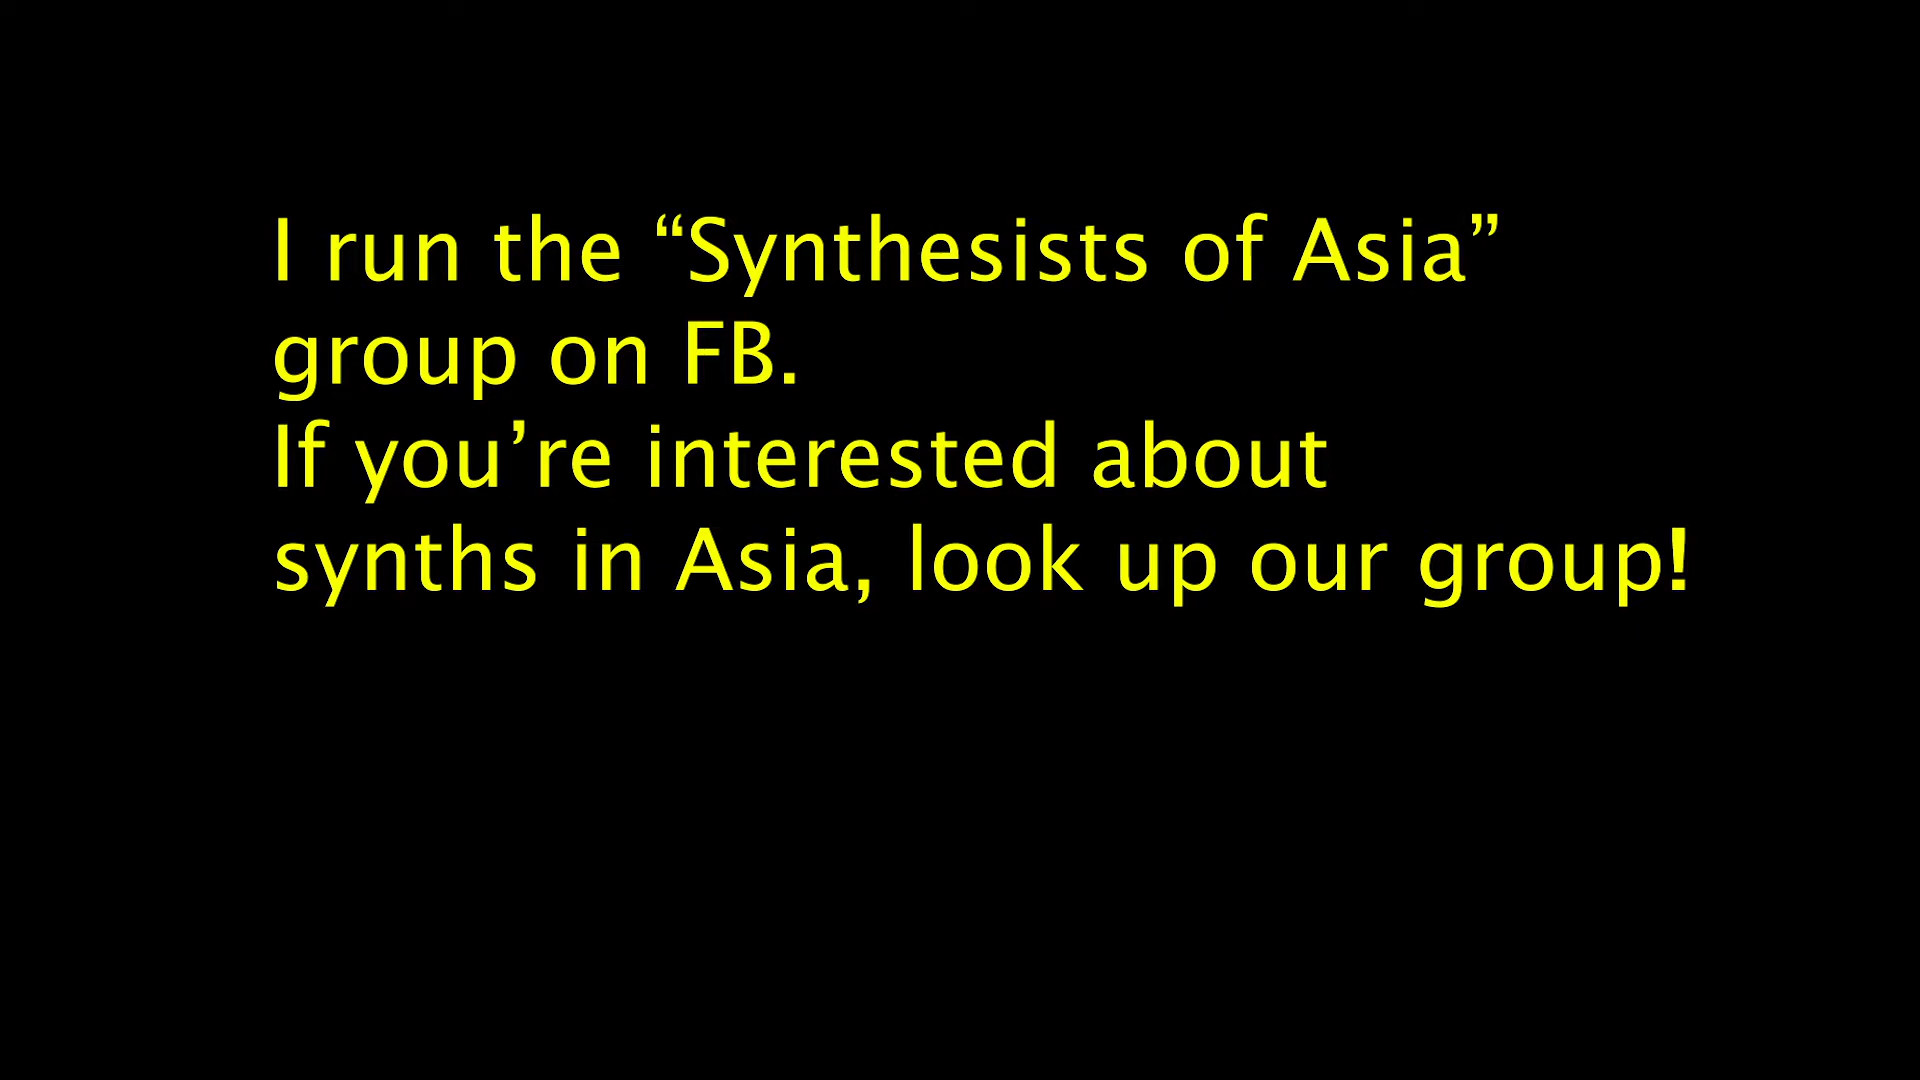 I run the “Synthesists of Asia”
group on FB.
If you’re interested about
synths in Asia, look up our group!